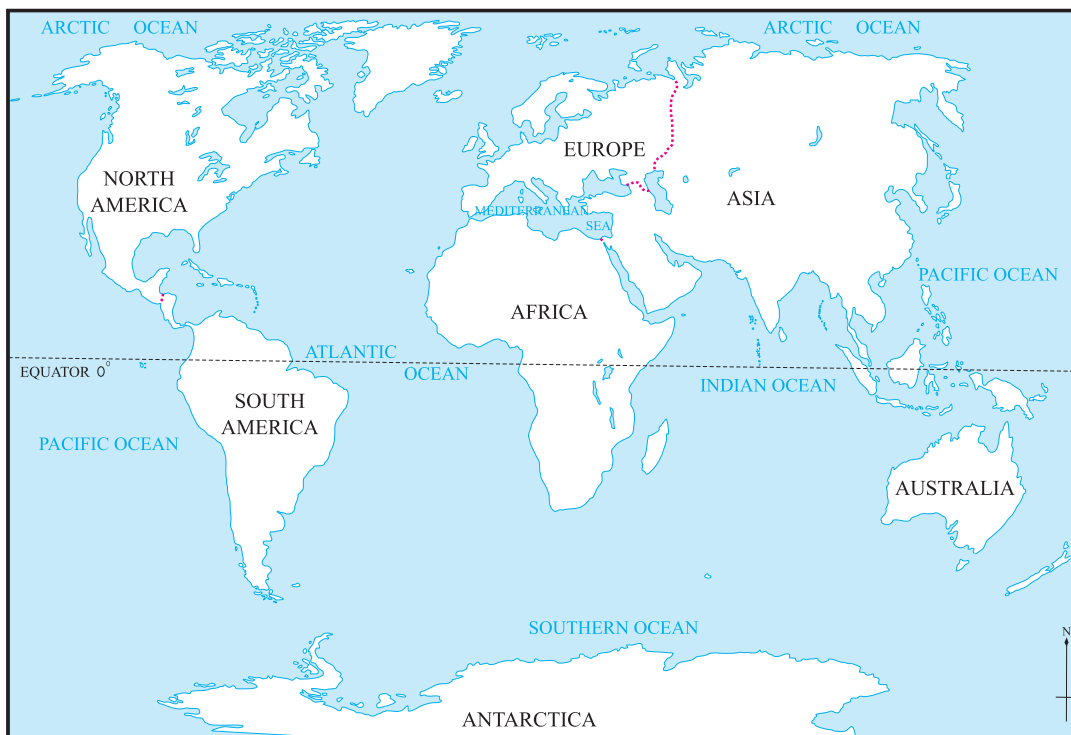 ARCTIC OCEAN
ARCTIC OCEAN
EUROPE
NORTH
AMERICA
ASIA
MEDITERRANEAN
SEA
PACIFIC OCEAN
AFRICA
ATLANTIC
OCEAN
EQUATOR 0°
INDIAN OCEAN
SOUTH
AMERICA
PACIFIC OCEAN
AUSTRALIA
SOUTHERN OCEAN
N
ANTARCTICA